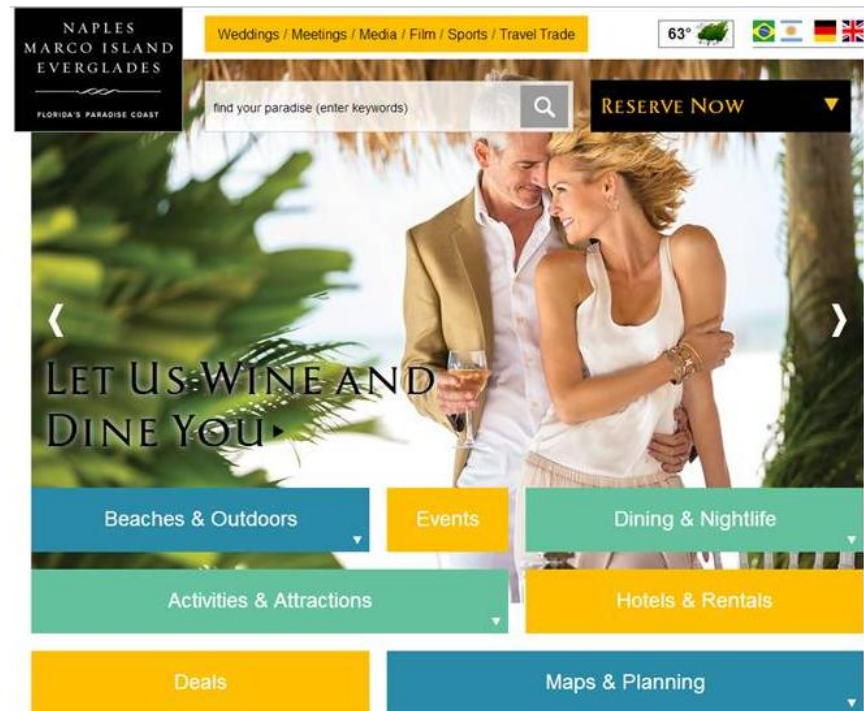 NAPLES
MARCO ISLAND
EVERGLADES
FLORIDA'S PARADISE COAST
Weddings / Meetings / Media / Film / Sports / Travel Trade
63°
find your paradise (enter keywords)
RESERVE NOW
LET US WINE AND
DINE YOU
Beaches & Outdoors
Events
Dining & Nightlife
Activities & Attractions
Hotels & Rentals
Deals
Maps & Planning